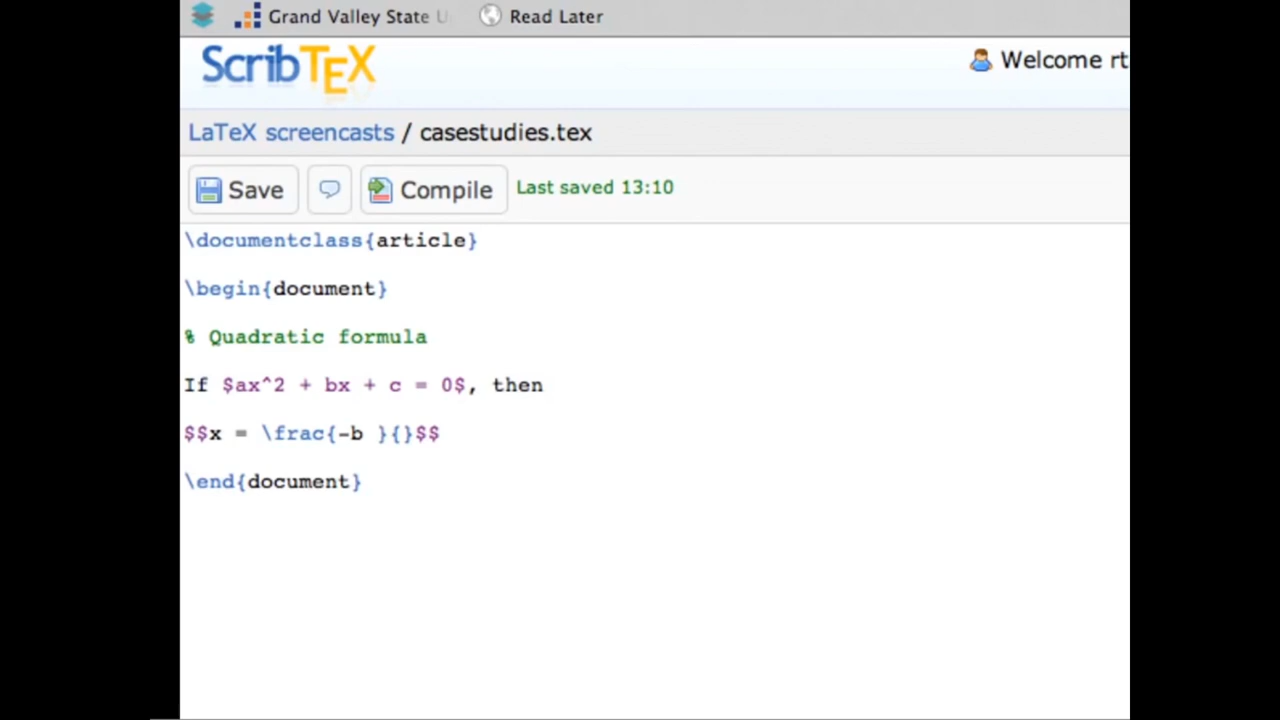 Grand Valley State U Read Later
ScribTEX
Welcome rt
LaTeX screencasts / casestudies.tex
Save Compile Last saved 13:10
\documentclass{article}
\begin{document}
% Quadratic formula
If $ax^2 + bx + c = 0$, then
$$x = \frac{-b }{}$$
\end{document}